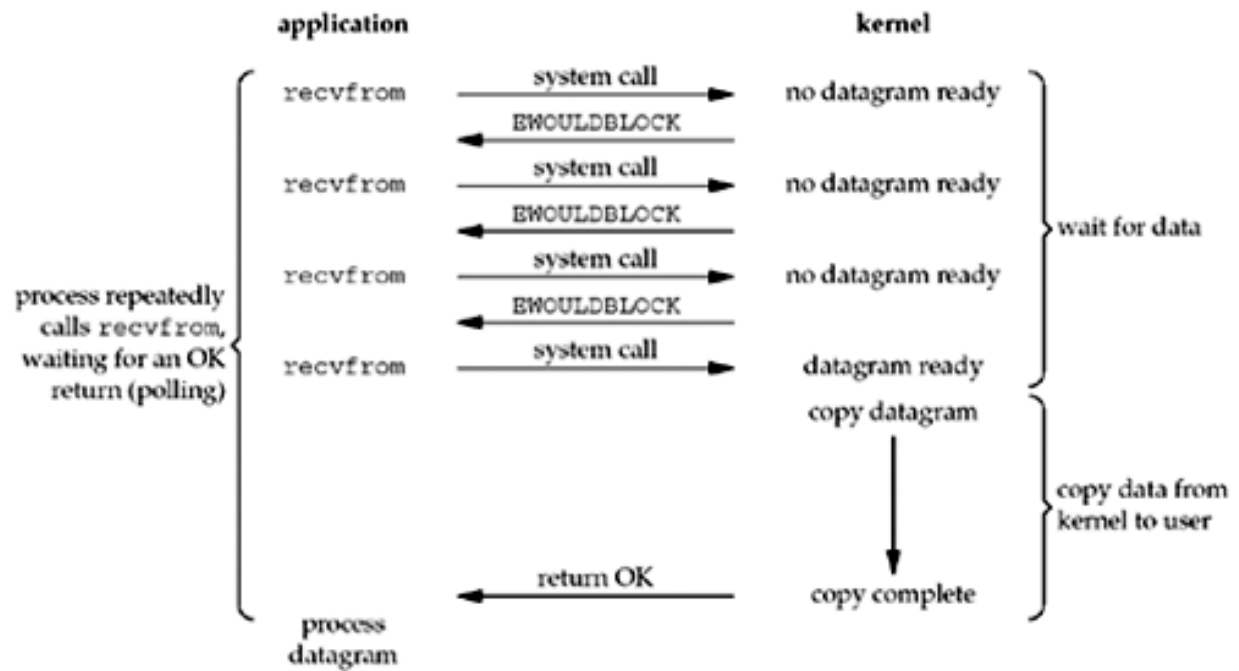 application kernel
recvfrom system call no datagram ready
EWOULDBLOCK
recvfrom system call no datagram ready
EWOULDBLOCK
recvfrom system call no datagram ready
EWOULDBLOCK
recvfrom system call datagram ready
wait for data
process repeatedly
calls recvfrom,
waiting for an OK
return (polling)
copy datagram
copy data from
kernel to user
return OK copy complete
process
datagram